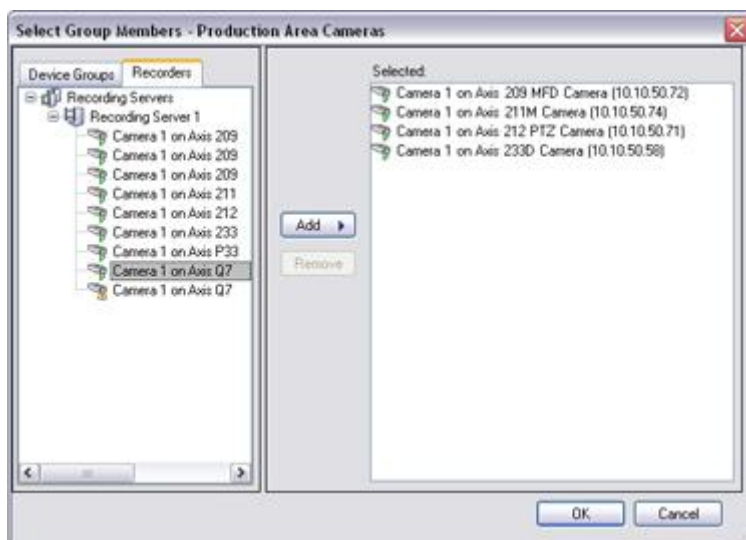 Select Group Members - Production Area Cameras
Device Groups
Recorders
Recording Servers
Recording Server 1
Camera 1 on Axis 209
Camera 1 on Axis 209
Camera 1 on Axis 209
Camera 1 on Axis 211
Camera 1 on Axis 212
Camera 1 on Axis 233
Camera 1 on Axis P33
Camera 1 on Axis Q7
Camera 1 on Axis Q7
Add
Remove
Selected:
Camera 1 on Axis 209 MFD Camera (10.10.50.72)
Camera 1 on Axis 211M Camera (10.10.50.74)
Camera 1 on Axis 212 PTZ Camera (10.10.50.71)
Camera 1 on Axis 233D Camera (10.10.50.58)
OK
Cancel